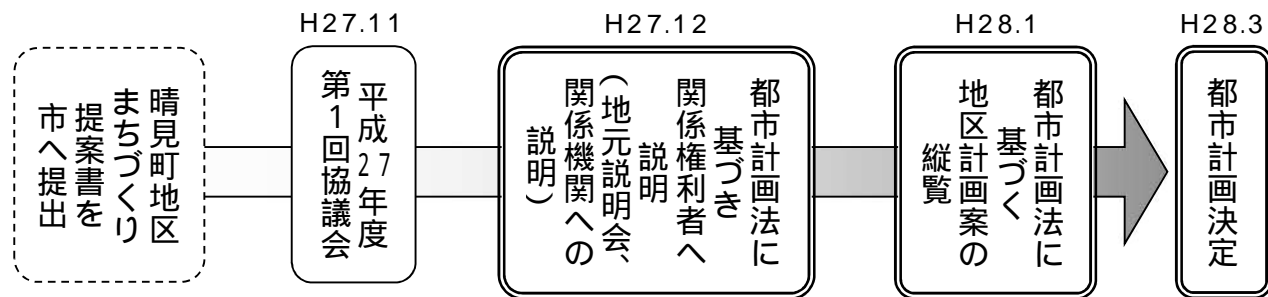 H27.11
H27.12
H28.1
H28.3
晴見町地区
まちづくり
提案書を
市へ提出
平成27年度
第1回協議会
都市計画法に
基づき
関係権利者へ
説明
(地元説明会、
関係機関への
説明)
都市計画法に
基づく
地区計画案の
縦覧
都市計画決定